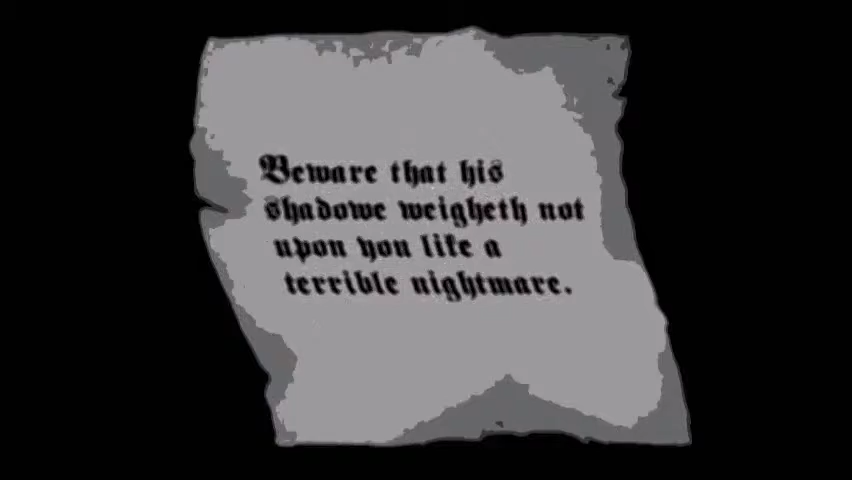 Beware that his
shadowe weigheth not
upon you like a
terrible nightmare.